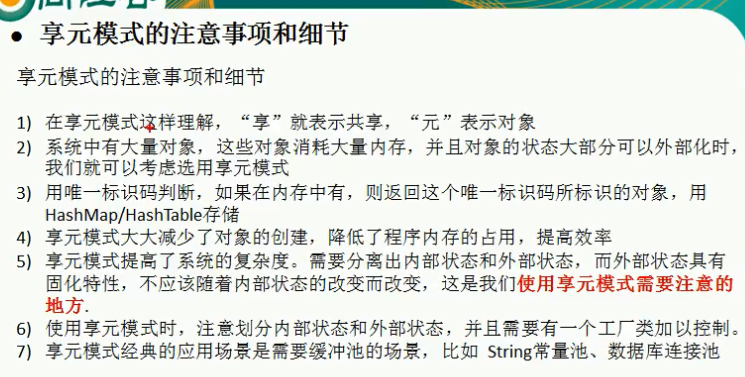 ● 享元模式的注意事项和细节
享元模式的注意事项和细节
1) 在享元模式这样理解，“享”就表示共享，“元”表示对象
2) 系统中有大量对象，这些对象消耗大量内存，并且对象的状态大部分可以外部化时，
我们就可以考虑选用享元模式
3) 用唯一标识码判断，如果在内存中有，则返回这个唯一标识码所标识的对象，用
HashMap/HashTable存储
4) 享元模式大大减少了对象的创建，降低了程序内存的占用，提高效率
5) 享元模式提高了系统的复杂度。需要分离出内部状态和外部状态，而外部状态具有
固化特性，不应该随着内部状态的改变而改变，这是我们使用享元模式需要注意的
地方.
6) 使用享元模式时，注意划分内部状态和外部状态，并且需要有一个工厂类加以控制。
7) 享元模式经典的应用场景是需要缓冲池的场景，比如 String常量池、数据库连接池